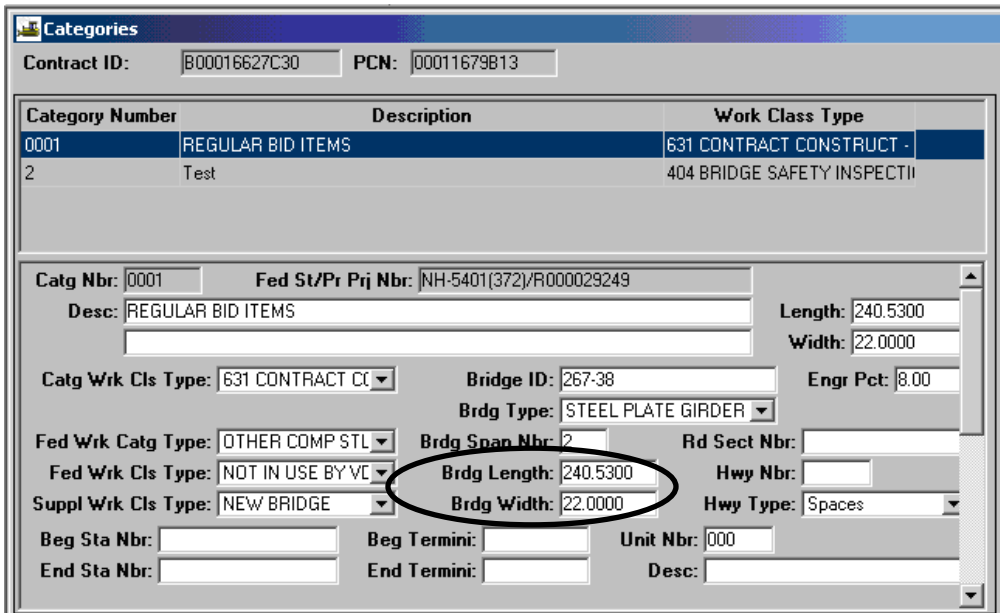 Categories
Contract ID: B00016627C30 PCN: 00011679B13
Category Number Description Work Class Type
0001 REGULAR BID ITEMS 631 CONTRACT CONSTRUCT -
2 Test 404 BRIDGE SAFETY INSPECTI
Catg Nbr: 0001 Fed St/Pr Prj Nbr: NH-5401(372)/R000029249
Desc: REGULAR BID ITEMS Length: 240.5300
Width: 22.0000
Catg Wrk Cls Type: 631 CONTRACT CO Bridge ID: 267-38 Engr Pct: 8.00
Brdg Type: STEEL PLATE GIRDER
Fed Wrk Catg Type: OTHER COMP STL Brdg Span Nbr: 2 Rd Sect Nbr:
Fed Wrk Cls Type: NOT IN USE BY VD Brdg Length: 240.5300 Hwy Nbr:
Suppl Wrk Cls Type: NEW BRIDGE Brdg Width: 22.0000 Hwy Type: Spaces
Beg Sta Nbr: Beg Termini: Unit Nbr: 000
End Sta Nbr: End Termini: Desc: